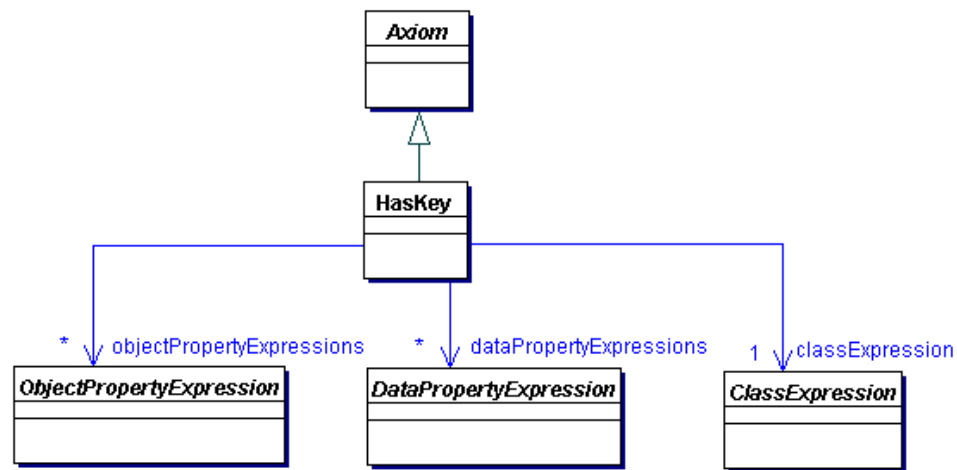 Axiom
HasKey
* objectPropertyExpressions
* dataPropertyExpressions
1 classExpression
ObjectPropertyExpression
DataPropertyExpression
ClassExpression